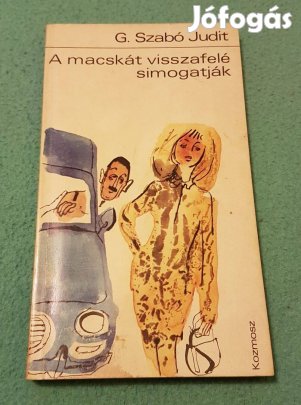 Jófogás
G. Szabó Judit
A macskát visszafelé
simogatják
Kozmosz